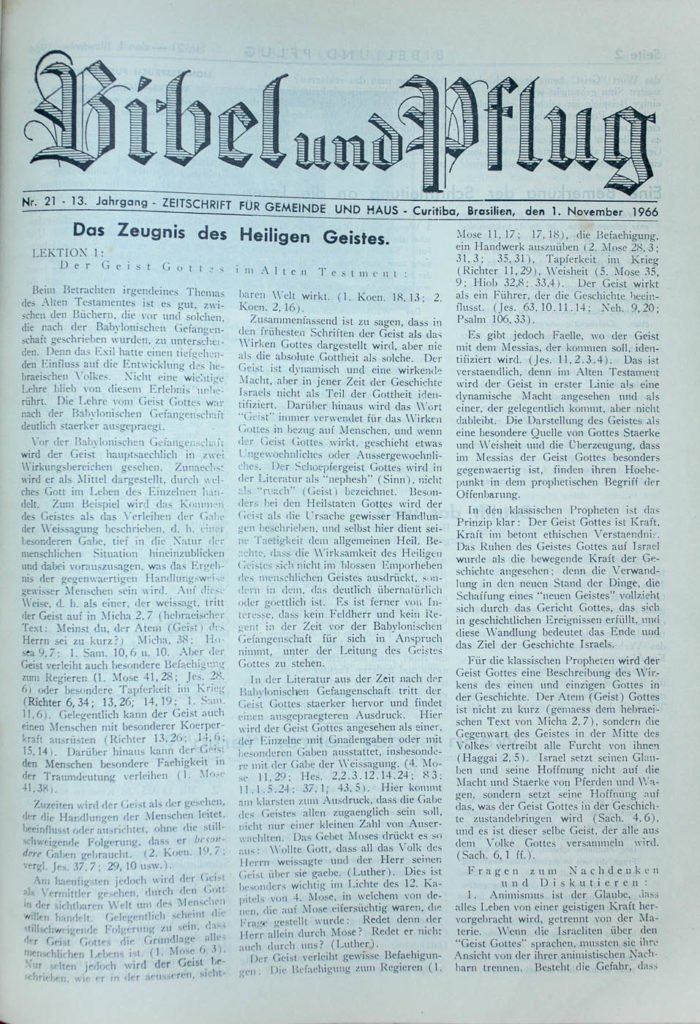 Bibel und Pflug
Nr. 21 - 13. Jahrgang - ZEITSCHRIFT FÜR GEMEINDE UND HAUS - Curitiba, Brasilien, den 1. November 1966
Das Zeugnis des Heiligen Geistes.
LEKTION 1:
Der Geist Gottes im Alten Testment:
Beim Betrachten irgendeines Themas
des Alten Testamentes ist es gut, zwi-
schen den Büchern, die vor und solchen,
die nach der Babylonischen Gefangen-
schaft geschrieben wurden, zu unterschei-
den. Denn das Exil hatte einen tiefgehen-
den Einfluss auf die Entwicklung des he-
braeischen Volkes. Nicht eine wichtige
Lehre blieb von diesem Erlebnis unbe-
rührt. Die Lehre vom Geist Gottes war
nach der Babylonischen Gefangenschaft
deutlich staerker ausgepraegt.
Vor der Babylonischen Gefangenschaft
wird der Geist hauptsaechlich in zwei
Wirkungsbereichen gesehen. Zunaechst
wird er als Mittel dargestellt, durch wel-
ches Gott im Leben des Einzelnen han-
delt. Zum Beispiel wird das Kommen
des Geistes als das Verleihen der Gabe
der Weissagung beschrieben, d. h. einer
besonderen Gabe, tief in die Natur der
menschlichen Situation hineinzublicken
und dabei vorauszusagen, was das Ergeb-
nis der gegenwaertigen Handlungsweise
gewisser Menschen sein wird. Auf diese
Weise, d. h. als einer, der weissagt, tritt
der Geist auf in Micha 2,7 (hebraeischer
Text: Meinst du, der Atem (Geist) des
Herrn sei zu kurz?) Micha, 38; Ho-
sea 9,7; 1. Sam. 10,6 u. 10. Aber der
Geist verleiht auch besondere Befaehigung
zum Regieren (1. Mose 41,28; Jes. 28,
6) oder besondere Tapferkeit im Krieg
(Richter 6,34; 13,26; 14,19; 1. Sam.
11,6). Gelegentlich kann der Geist auch
einen Menschen mit besonderer Koerper-
kraft ausrüsten (Richter 13,26; 14,6;
15,14). Darüber hinaus kann der Geist
den Menschen besondere Faehigkeit in
der Traumdeutung verleihen (1. Mose
41,38).
Zuzeiten wird der Geist als der gesehen,
der die Handlungen der Menschen leitet,
beeinflusst oder ausrichtet, ohne die still-
schweigende Folgerung, dass er beson-
dere Gaben gebraucht. (2. Koen. 19,7;
vergl. Jes. 37,7; 29,10 usw.).
Am haeufigsten jedoch wird der Geist
als Vermittler gesehen, durch den Gott
in der sichtbaren Welt um des Menschen
willen handelt. Gelegentlich scheint die
stillschweigende Folgerung zu sein, dass
der Geist Gottes die Grundlage alles
menschlichen Lebens ist. (1. Mose 6,3).
Nur selten jedoch wird der Geist be-
schrieben, wie er in der aeusseren, sicht-
baren Welt wirkt. (1. Koen. 18,13; 2.
Koen. 2,16).
Zusammenfassend ist zu sagen, dass in
den frühesten Schriften der Geist als das
Wirken Gottes dargestellt wird, aber nie
als die absolute Gottheit als solche. Der
Geist ist dynamisch und eine wirkende
Macht, aber in jener Zeit der Geschichte
Israels nicht als Teil der Gottheit iden-
tifiziert. Darüber hinaus wird das Wort
"Geist" immer verwendet für das Wirken
Gottes in bezug auf Menschen, und wenn
der Geist Gottes wirkt, geschieht etwas
Ungewoehnliches oder Aussergewoehnli-
ches. Der Schoepfergeist Gottes wird in
der Literatur als "nephesh" (Sinn), nicht
als "ruach" (Geist) bezeichnet. Beson-
ders bei den Heilstaten Gottes wird der
Geist als die Ursache gewisser Handlun-
gen beschrieben, und selbst hier dient sei-
ne Taetigkeit dem allgemeinen Heil. Be-
achte, dass die Wirksamkeit des Heiligen
Geistes sich nicht im blossen Emporheben
des menschlichen Geistes ausdrückt, son-
dern in dem, das deutlich übernatürlich
oder goettlich ist. Es ist ferner von In-
teresse, dass kein Feldherr und kein Re-
gent in der Zeit vor der Babylonischen
Gefangenschaft für sich in Anspruch
nimmt, unter der Leitung des Geistes
Gottes zu stehen.
In der Literatur aus der Zeit nach der
Babylonischen Gefangenschaft tritt der
Geist Gottes staerker hervor und findet
einen ausgepraegteren Ausdruck. Hier
wird der Geist Gottes angesehen als einer,
der Einzelne mit Gnadengaben oder mit
besonderen Gaben ausstattet, insbesonde-
re mit der Gabe der Weissagung. (4. Mo-
se 11,29; Hes. 2,2.3.12.14.24; 83;
11,1.5.24; 37,1; 43,5). Hier kommt
am klarsten zum Ausdruck, dass die Gabe
des Geistes allen zugaenglich sein soll,
nicht nur einer kleinen Zahl von Auser-
waehlten. Das Gebet Moses drückt es so
aus: Wollte Gott, dass all das Volk des
Herrn weissagte und der Herr seinen
Geist über sie gaebe. (Luther). Dies ist
besonders wichtig im Lichte des 12. Ka-
pitels von 4. Mose, in welchem von de-
nen, die auf Mose eifersüchtig waren, die
Frage gestellt wurde: Redet denn der
Herr allein durch Mose? Redet er nicht
auch durch uns? (Luther).
Der Geist verleiht gewisse Befaehigun-
gen: Die Befaehigung zum Regieren (1.
Mose 11,17; 17,18), die Befaehigung,
ein Handwerk auszuüben (2. Mose 28,3;
31,3; 35,31), Tapferkeit im Krieg
(Richter 11,29), Weisheit (5. Mose 35,
9; Hiob 32,8; 33,4). Der Geist wirkt
als ein Führer, der die Geschichte beein-
flusst. (Jes. 63,10.11.14; Neh. 9,20;
Psalm 106,33).
Es gibt jedoch Faelle, wo der Geist
mit dem Messias, der kommen soll, iden-
tifiziert wird. (Jes. 11,2.3.4). Das ist
verstaendlich, denn im Alten Testament
wird der Geist in erster Linie als eine
dynamische Macht angesehen und als
einer, der gelegentlich kommt, aber nicht
dableibt. Die Darstellung des Geistes als
eine besondere Quelle von Gottes Staerke
und Weisheit und die Überzeugung, dass
im Messias der Geist Gottes besonders
gegenwaertig ist, finden ihren Hoehe-
punkt in dem prophetischen Begriff der
Offenbarung.
In den klassischen Propheten ist das
Prinzip klar: Der Geist Gottes ist Kraft,
Kraft im betont ethischen Verstaendnis.
Das Ruhen des Geistes Gottes auf Israel
wurde als die bewegende Kraft der Ge-
schichte angesehen; denn die Verwand-
lung in den neuen Stand der Dinge, die
Schaffung eines "neuen Geistes" vollzieht
sich durch das Gericht Gottes, das sich
in geschichtlichen Ereignissen erfüllt, und
diese Wandlung bedeutet das Ende und
das Ziel der Geschichte Israels.
Für die klassischen Propheten wird der
Geist Gottes eine Beschreibung des Wir-
kens des einen und einzigen Gottes in
der Geschichte. Der Atem (Geist) Gottes
ist nicht zu kurz (gemaess dem hebraei-
schen Text von Micha 2,7), sondern die
Gegenwart des Geistes in der Mitte des
Volkes vertreibt alle Furcht von ihnen
(Haggai 2,5). Israel setzt seinen Glau-
ben und seine Hoffnung nicht auf die
Macht und Staerke von Pferden und Wa-
gen, sondern setzt seine Hoffnung auf
das, was der Geist Gottes in der Geschich-
te zustandebringen wird (Sach. 4,6),
und es ist dieser selbe Geist, der alle aus
dem Volke Gottes versammeln wird.
(Sach. 6,1 ff.).
Fragen zum Nachdenken
und Diskutieren:
1. Animismus ist der Glaube, dass
alles Leben von einer geistigen Kraft her-
vorgebracht wird, getrennt von der Ma-
terie. Wenn die Israeliten über den
"Geist Gottes" sprachen, mussten sie ihre
Ansicht von der ihrer animistischen Nach-
barn trennen. Besteht die Gefahr, dass